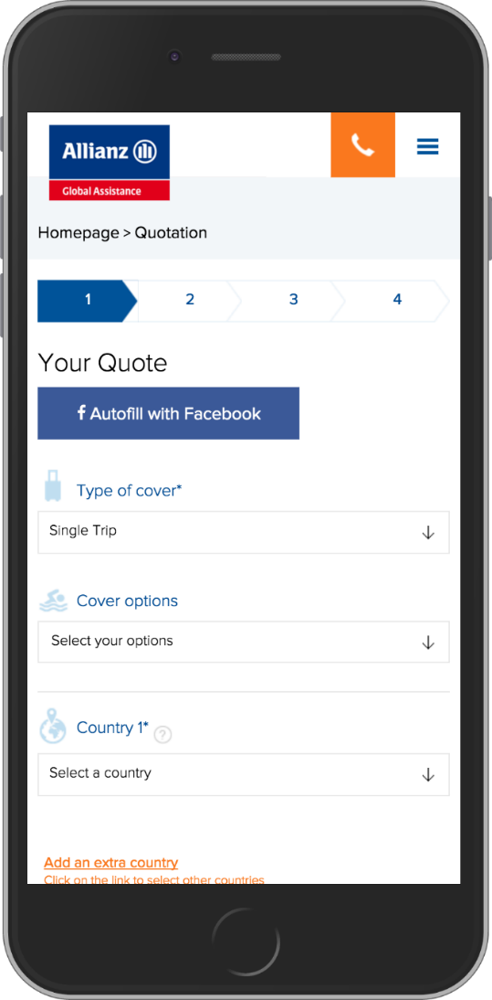 Allianz
Global Assistance
Homepage > Quotation
1 2 3 4
Your Quote
f Autofill with Facebook
Type of cover*
Single Trip
Cover options
Select your options
Country 1* ?
Select a country
Add an extra country
Click on the link to select other countries